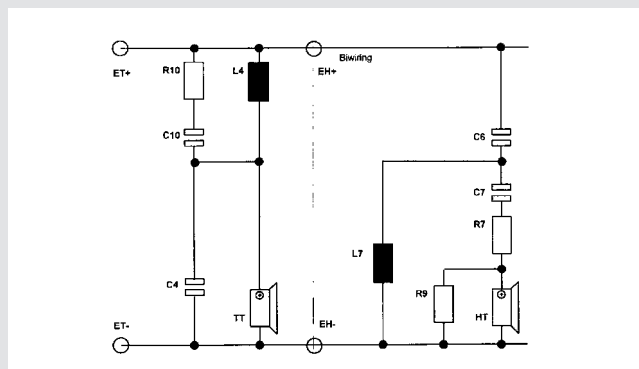 Biwiring
ET+
R10
L4
EH+
C10
C6
C7
R7
L7
C4
R9
TT
HT
ET-
EH-